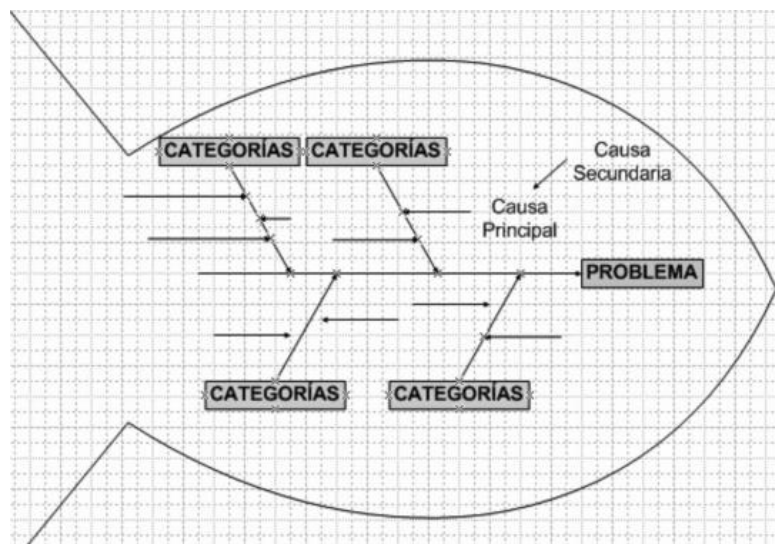 CATEGORÍAS
CATEGORÍAS
Causa
Secundaria
Causa
Principal
PROBLEMA
CATEGORÍAS
CATEGORÍAS